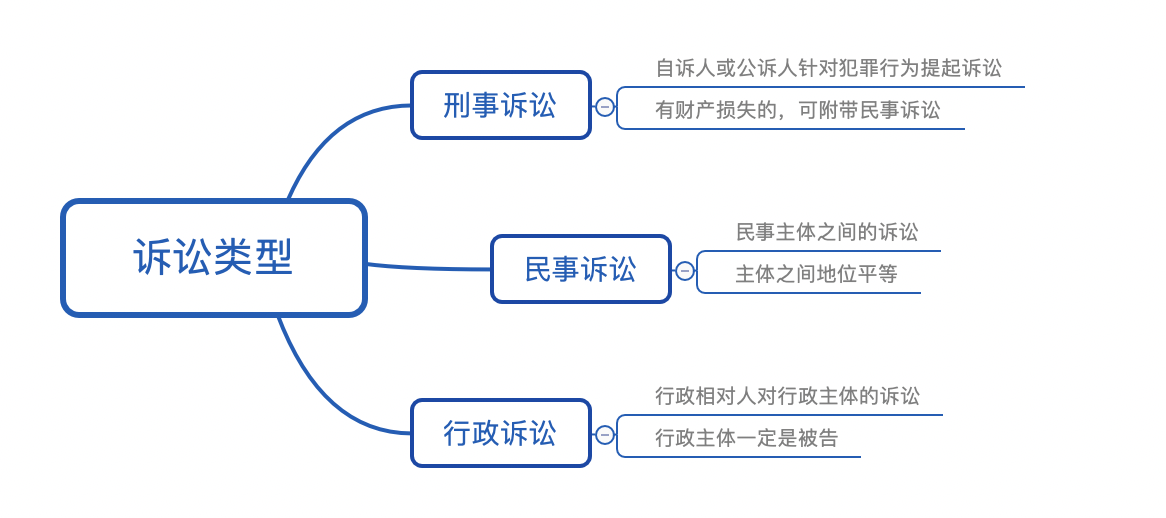 诉讼类型
刑事诉讼
自诉人或公诉人针对犯罪行为提起诉讼
有财产损失的，可附带民事诉讼
民事诉讼
民事主体之间的诉讼
主体之间地位平等
行政诉讼
行政相对人对行政主体的诉讼
行政主体一定是被告